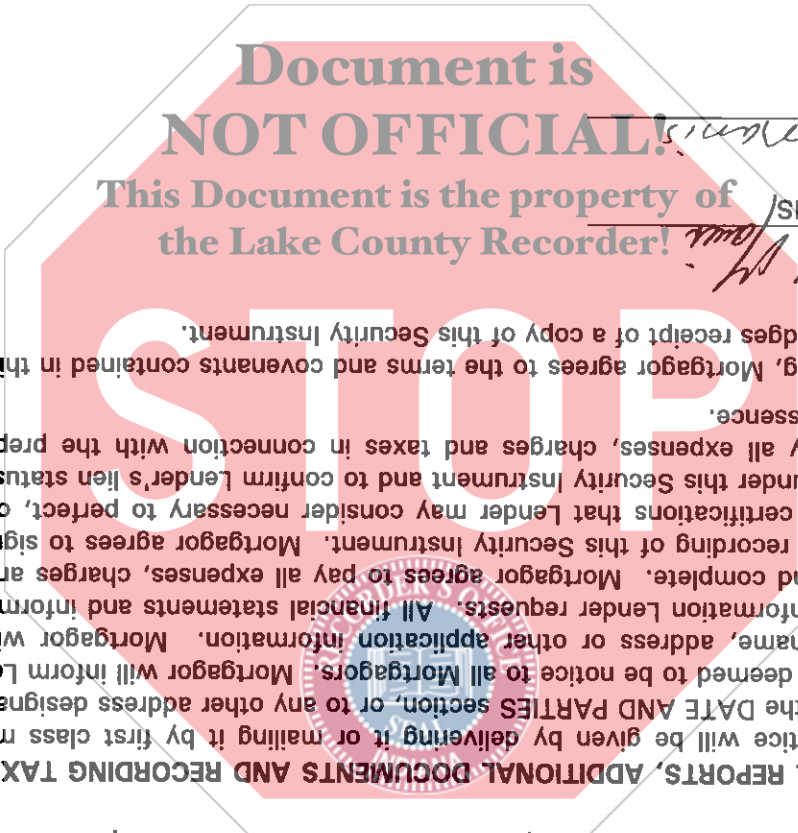 Document is
NOT OFFICIAL!
This Document is the property of
the Lake County Recorder!
STOP
REPORTS, ADDITIONAL DOCUMENTS AND RECORDING TAX
tice will be given by delivering it or mailing it by first class m
the DATE AND PARTIES section, or to any other address designa
deemed to be notice to all Mortgagors. Mortgagor will inform L
name, address or other application information. Mortgagor wi
nformation Lender requests. All financial statements and inform
nd complete. Mortgagor agrees to pay all expenses, charges an
recording of this Security Instrument. Mortgagor agrees to sig
certifications that Lender may consider necessary to perfect, c
under this Security Instrument and to confirm Lender's lien status
y all expenses, charges and taxes in connection with the prep
essence.
g, Mortgagor agrees to the terms and covenants contained in thi
dges receipt of a copy of this Security Instrument.